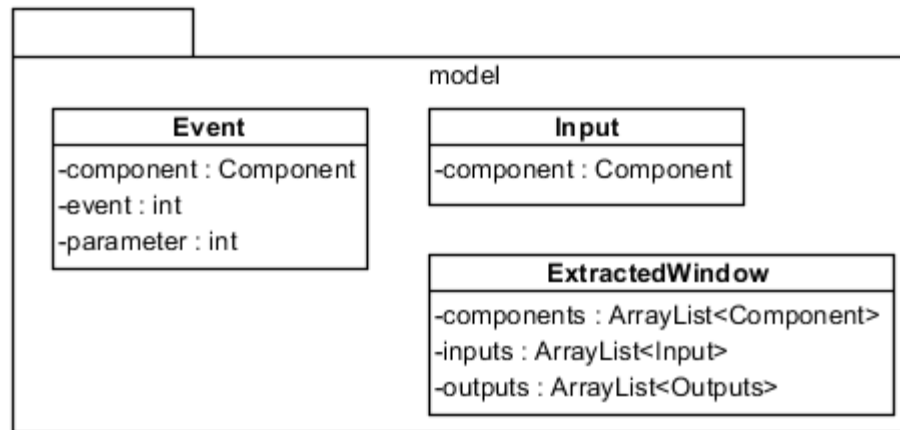 model
Event
-component : Component
-event : int
-parameter : int
Input
-component : Component
ExtractedWindow
-components : ArrayList<Component>
-inputs : ArrayList<Input>
-outputs : ArrayList<Outputs>